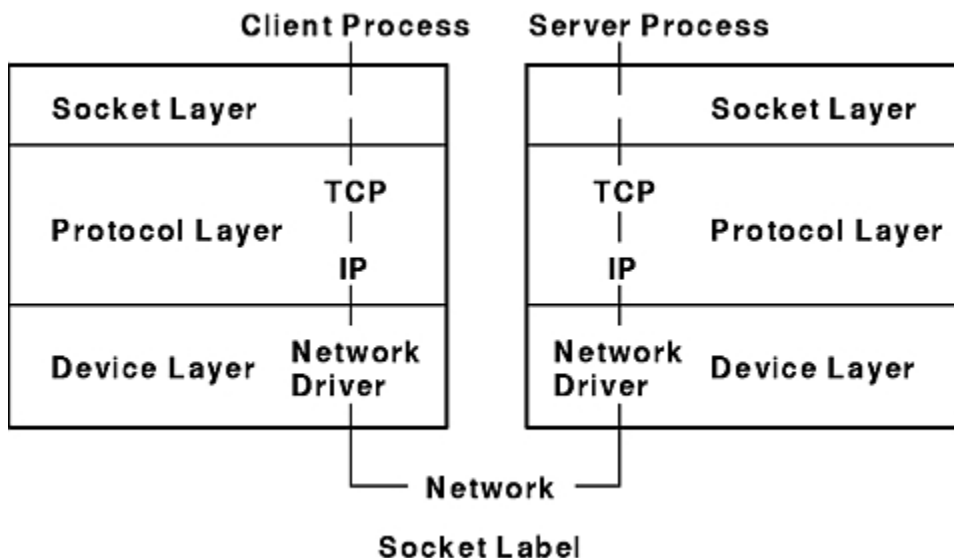 Client Process
Server Process
Socket Layer
Socket Layer
TCP
TCP
Protocol Layer
Protocol Layer
IP
IP
Device Layer
Network
Driver
Network
Driver
Device Layer
Network
Socket Label